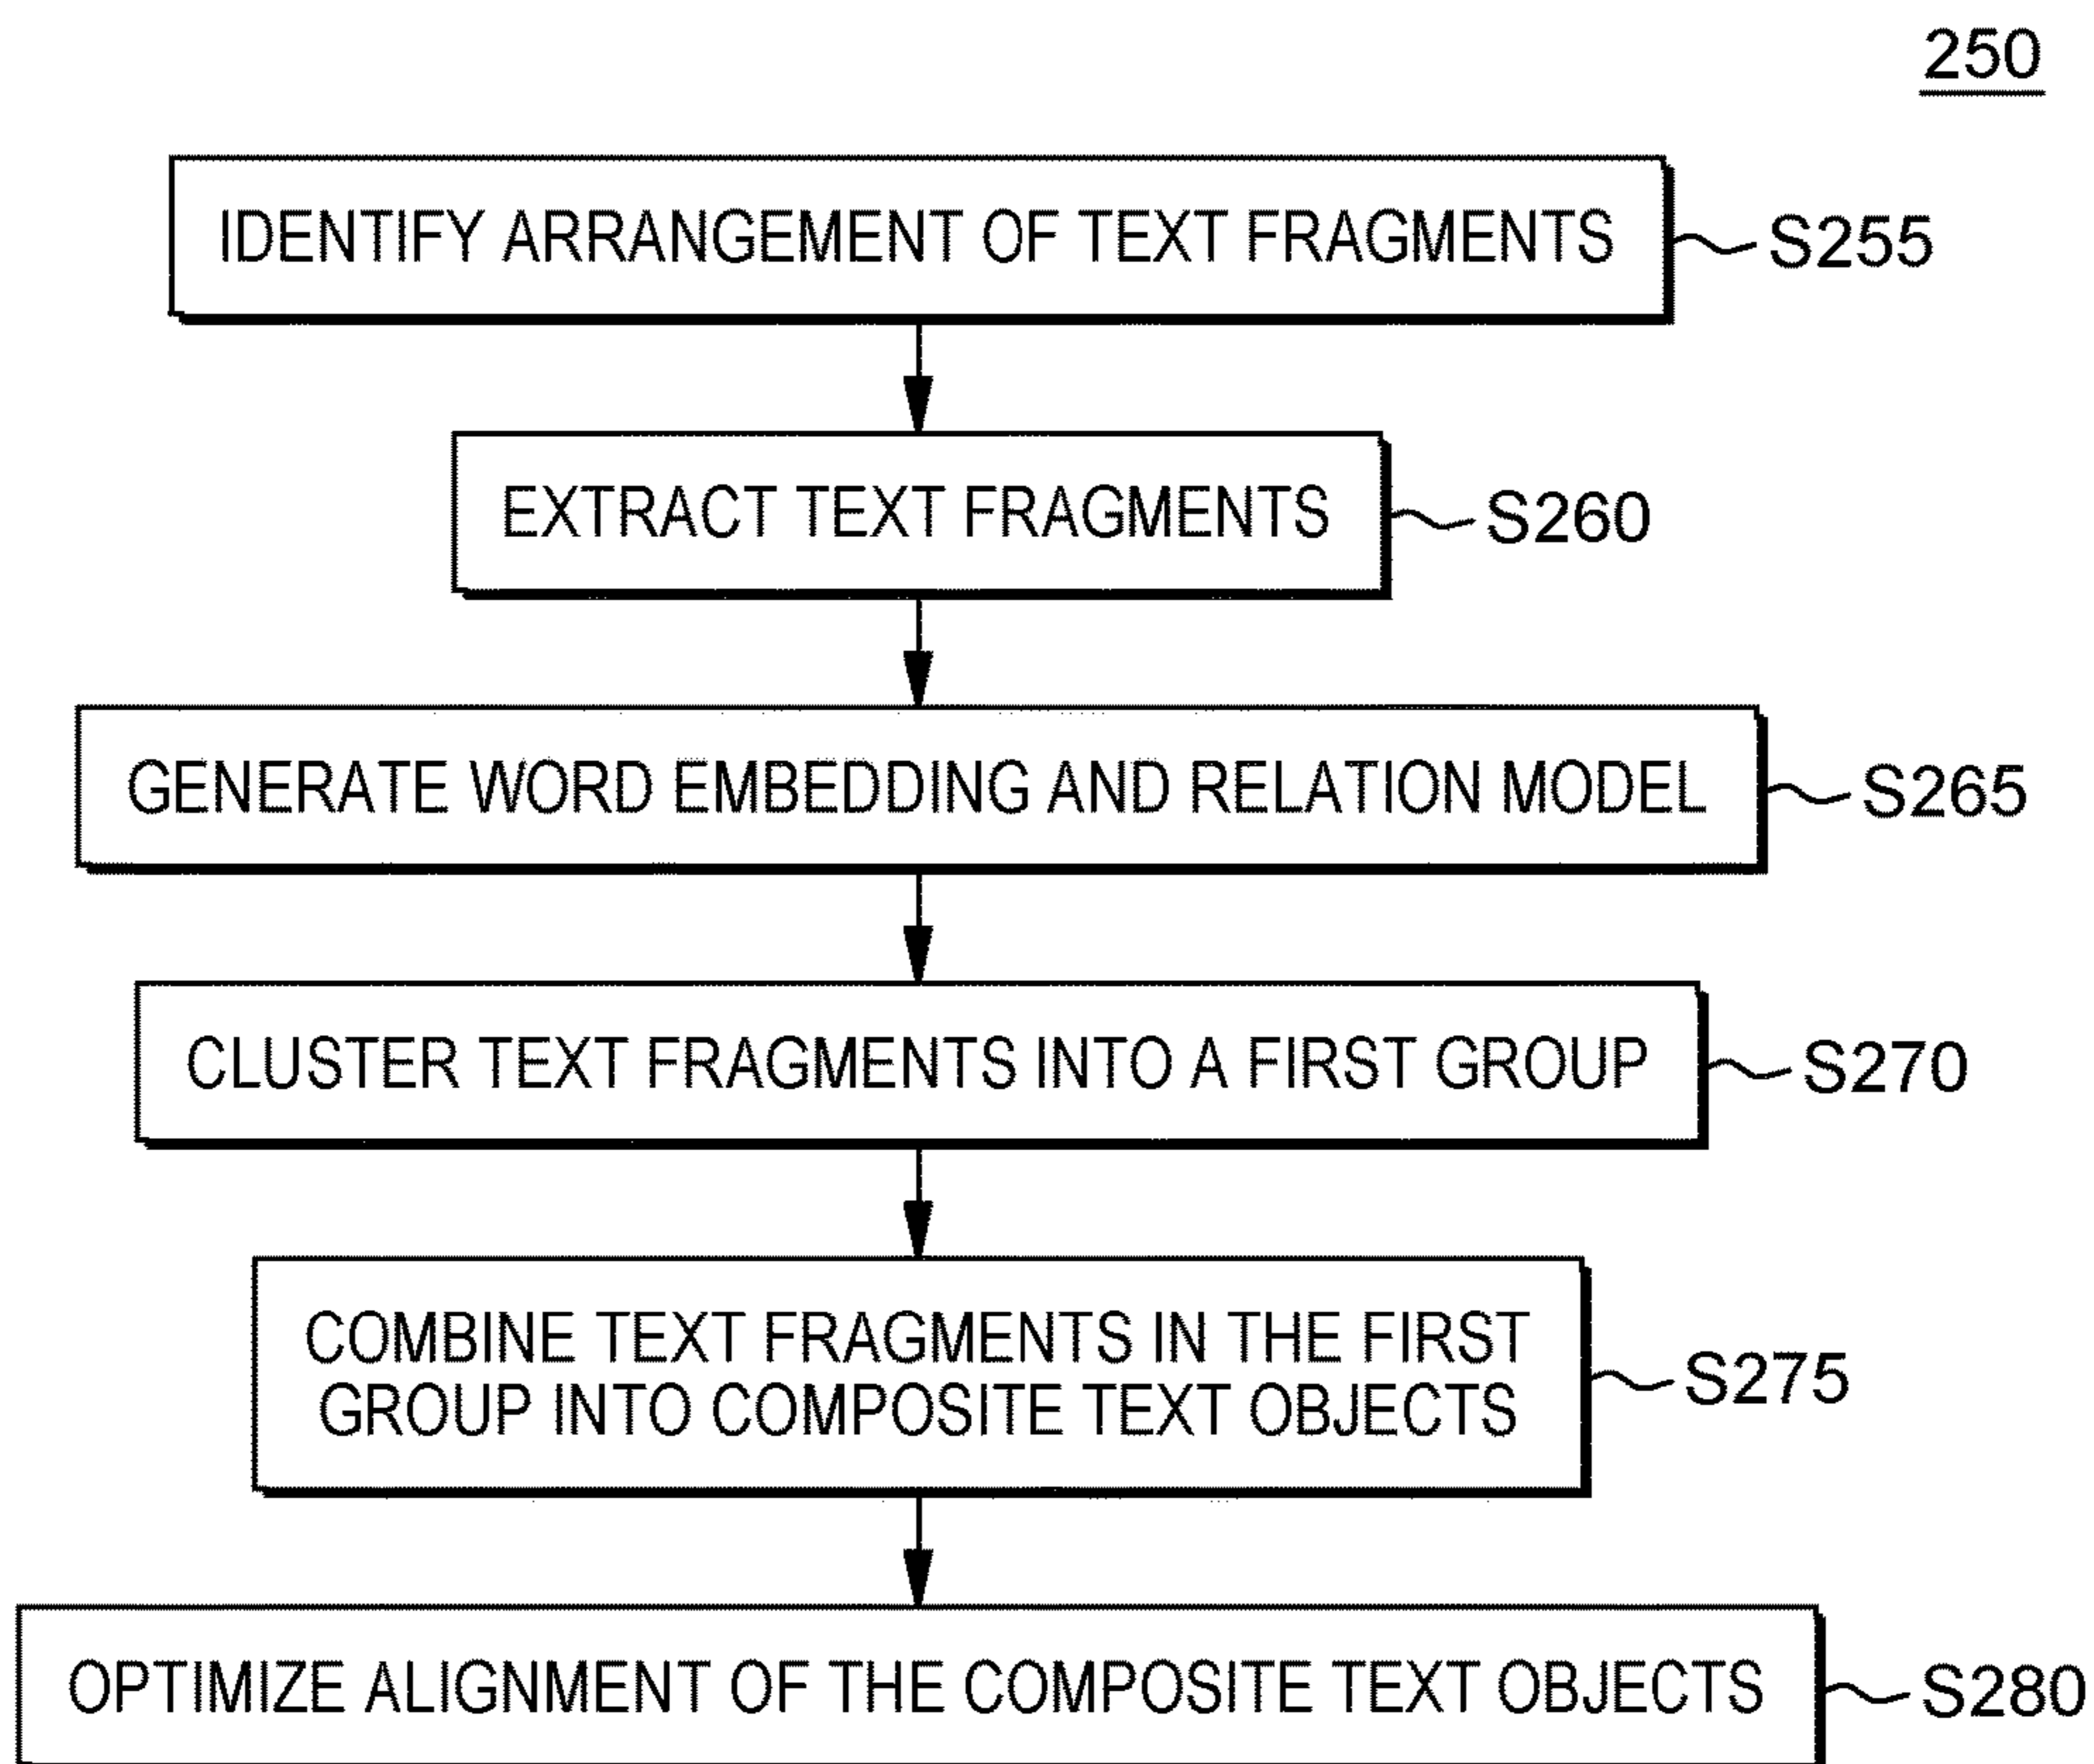 250
IDENTIFY ARRANGEMENT OF TEXT FRAGMENTS
S255
EXTRACT TEXT FRAGMENTS
S260
GENERATE WORD EMBEDDING AND RELATION MODEL
S265
CLUSTER TEXT FRAGMENTS INTO A FIRST GROUP
S270
COMBINE TEXT FRAGMENTS IN THE FIRST
GROUP INTO COMPOSITE TEXT OBJECTS
S275
OPTIMIZE ALIGNMENT OF THE COMPOSITE TEXT OBJECTS
S280